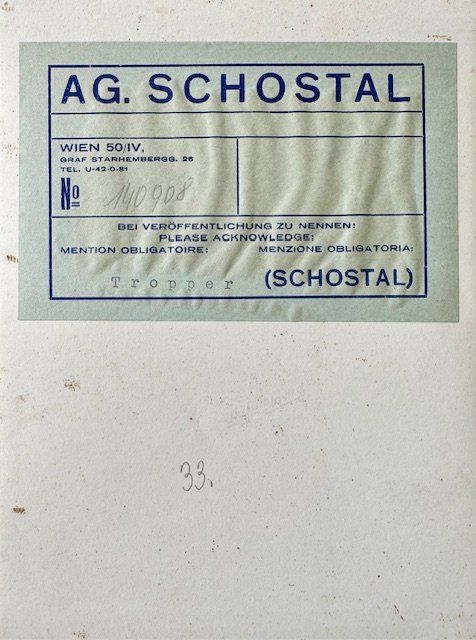 AG. SCHOSTAL
WIEN 50/IV,
GRAF STARHEMBERGG. 26
TEL. U-42-0-81
No 140908
BEI VERÖFFENTLICHUNG ZU NENNEN:
PLEASE ACKNOWLEDGE;
MENTION OBLIGATOIRE: MENZIONE OBLIGATORIA:
Tropper (SCHOSTAL)
33.